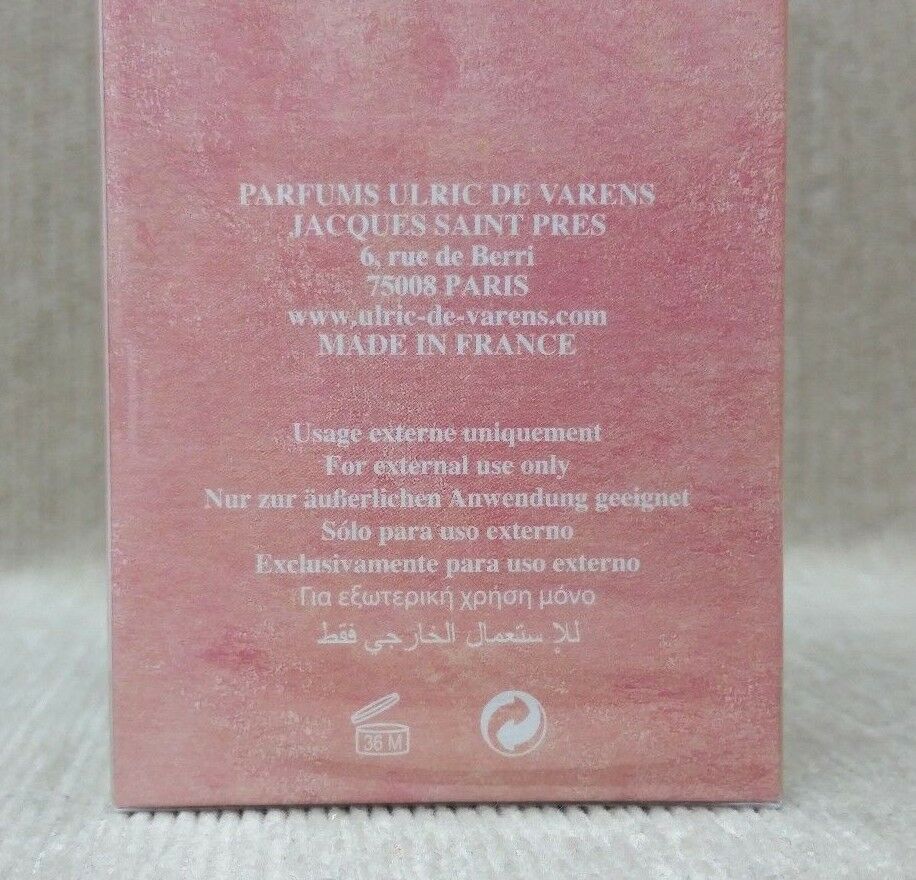 PARFUMS ULRIC DE VARENS
JACQUES SAINT PRES
6, rue de Berri
75008 PARIS
www.ulric-de-varens.com
MADE IN FRANCE
Usage externe uniquement
For external use only
Nur zur äußerlichen Anwendung geeignet
Sólo para uso externo
Exclusivamente para uso externo
Για εξωτερική χρήση μόνο
للإ ستعمال الخارجي فقط
36 M